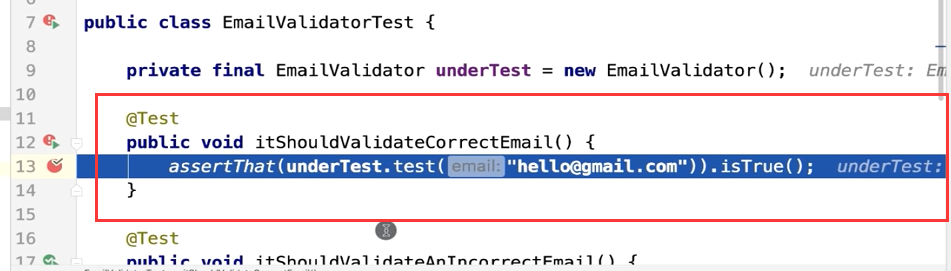 7 public class EmailValidatorTest {
8
9 private final EmailValidator underTest = new EmailValidator(); underTest: Em
10
11 @Test
12 public void itShouldValidateCorrectEmail() {
13 assertThat(underTest.test( email: "hello@gmail.com")).isTrue(); underTest:
14 }
15
16 @Test
17 public void itShouldValidateAnIncorrectEmail() {